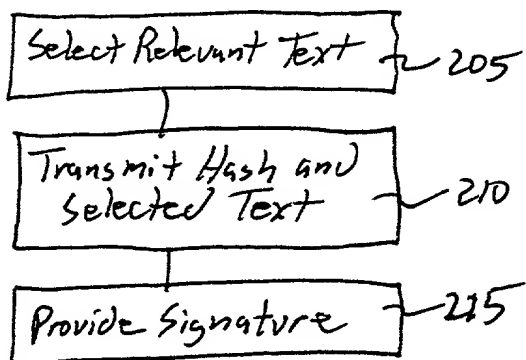 Select Relevant Text 205
Transmit Hash and
Selected Text 210
Provide Signature 215